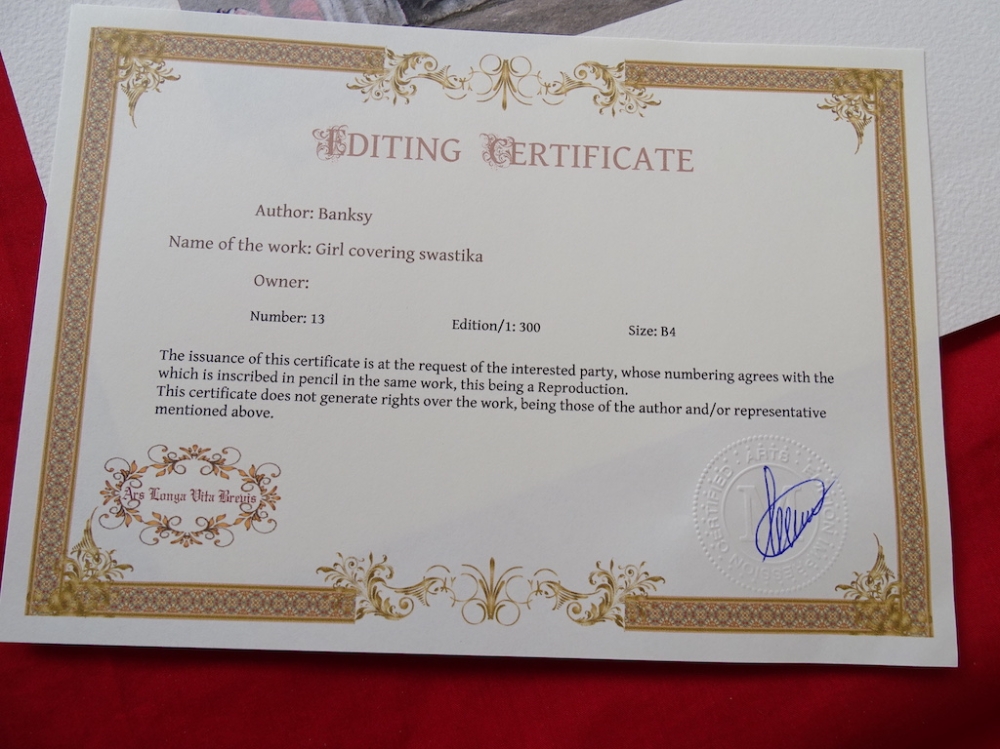 EDITING CERTIFICATE
Author: Banksy
Name of the work: Girl covering swastika
Owner:
Number: 13 Edition/1: 300 Size: B4
The issuance of this certificate is at the request of the interested party, whose numbering agrees with the
which is inscribed in pencil in the same work, this being a Reproduction.
This certificate does not generate rights over the work, being those of the author and/or representative
mentioned above.
Ars Longa Vita Brevis
CERTIFIED ARTS